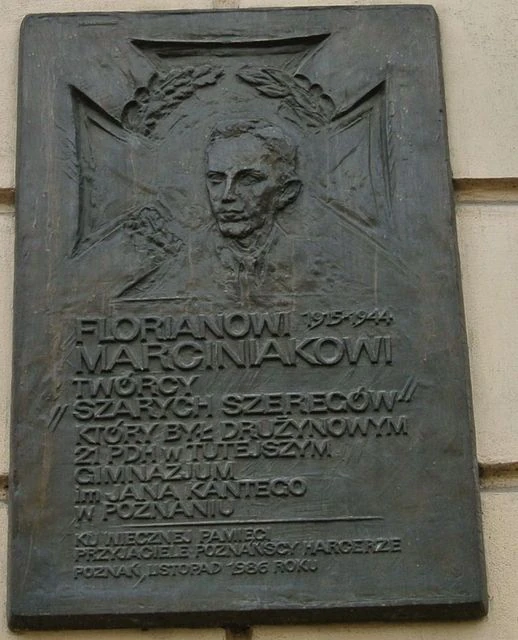 FLORIANOWI 1915-1944
MARCINIAKOWI
TWÓRCY
"SZARYCH SZEREGÓW"
KTÓRY BYŁ DRUŻYNOWYM
21 PDH W TUTEJSZYM
GIMNAZJUM
im JANA KANTEGO
W POZNANIU
KU WIECZNEJ PAMIĘCI
PRZYJACIELE POZNAŃSCY HARCERZE
POZNAŃ, LISTOPAD 1986 ROKU